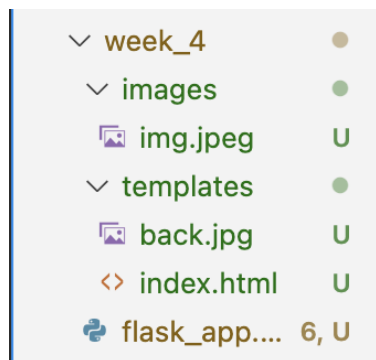 week_4
images
img.jpeg U
templates
back.jpg U
index.html U
flask_app.... 6, U